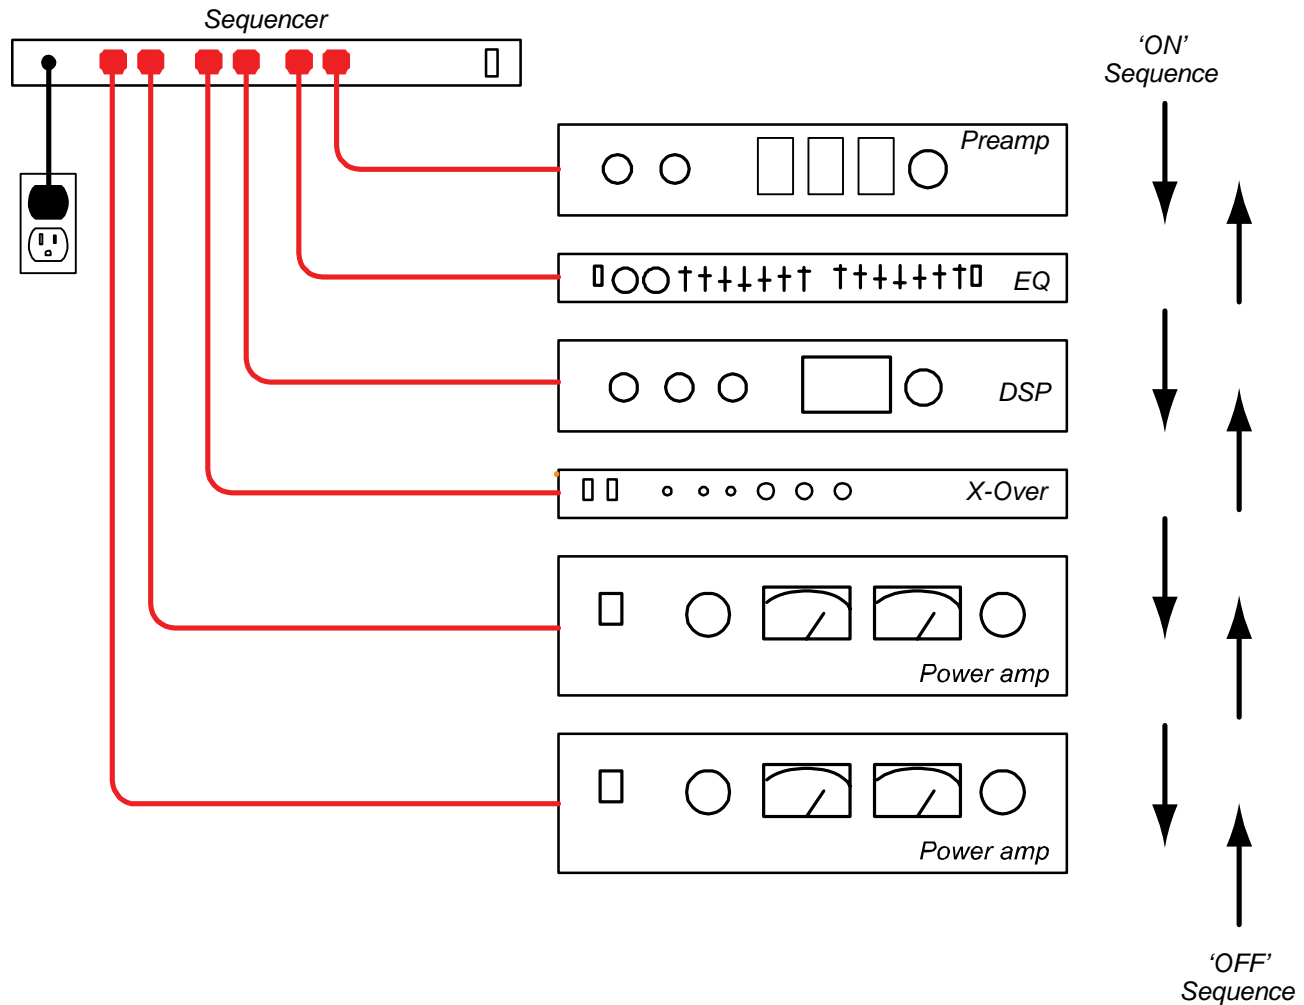 Sequencer
‘ON’
Sequence
Preamp
EQ
DSP
X-Over
Power amp
Power amp
‘OFF’
Sequence